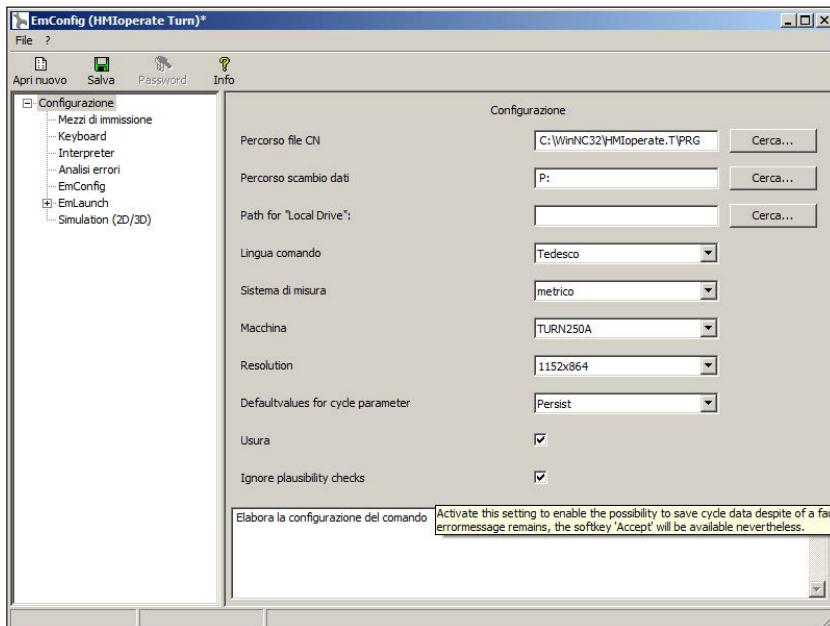 EmConfig (HMIoperate Turn)*
File ?
Apri nuovo Salva Password Info
Configurazione
Mezzi di immissione
Keyboard
Interpreter
Analisi errori
EmConfig
EmLaunch
Simulation (2D/3D)
Configurazione
Percorso file CN C:\WinNC32\HMIoperate.T\PRG Cerca...
Percorso scambio dati P: Cerca...
Path for "Local Drive": Cerca...
Lingua comando Tedesco
Sistema di misura metrico
Macchina TURN250A
Resolution 1152x864
Defaultvalues for cycle parameter Persist
Usura
Ignore plausibility checks
Elabora la configurazione del comando
Activate this setting to enable the possibility to save cycle data despite of a
errormessage remains, the softkey 'Accept' will be available nevertheless.